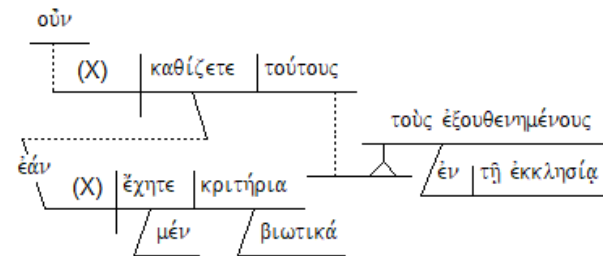 οὖν
(X) καθίζετε τούτους
τοὺς ἐξουθενημένους
ἐάν
ἐν τῇ ἐκκλησίᾳ
(X) ἔχητε κριτήρια
μέν βιωτικά